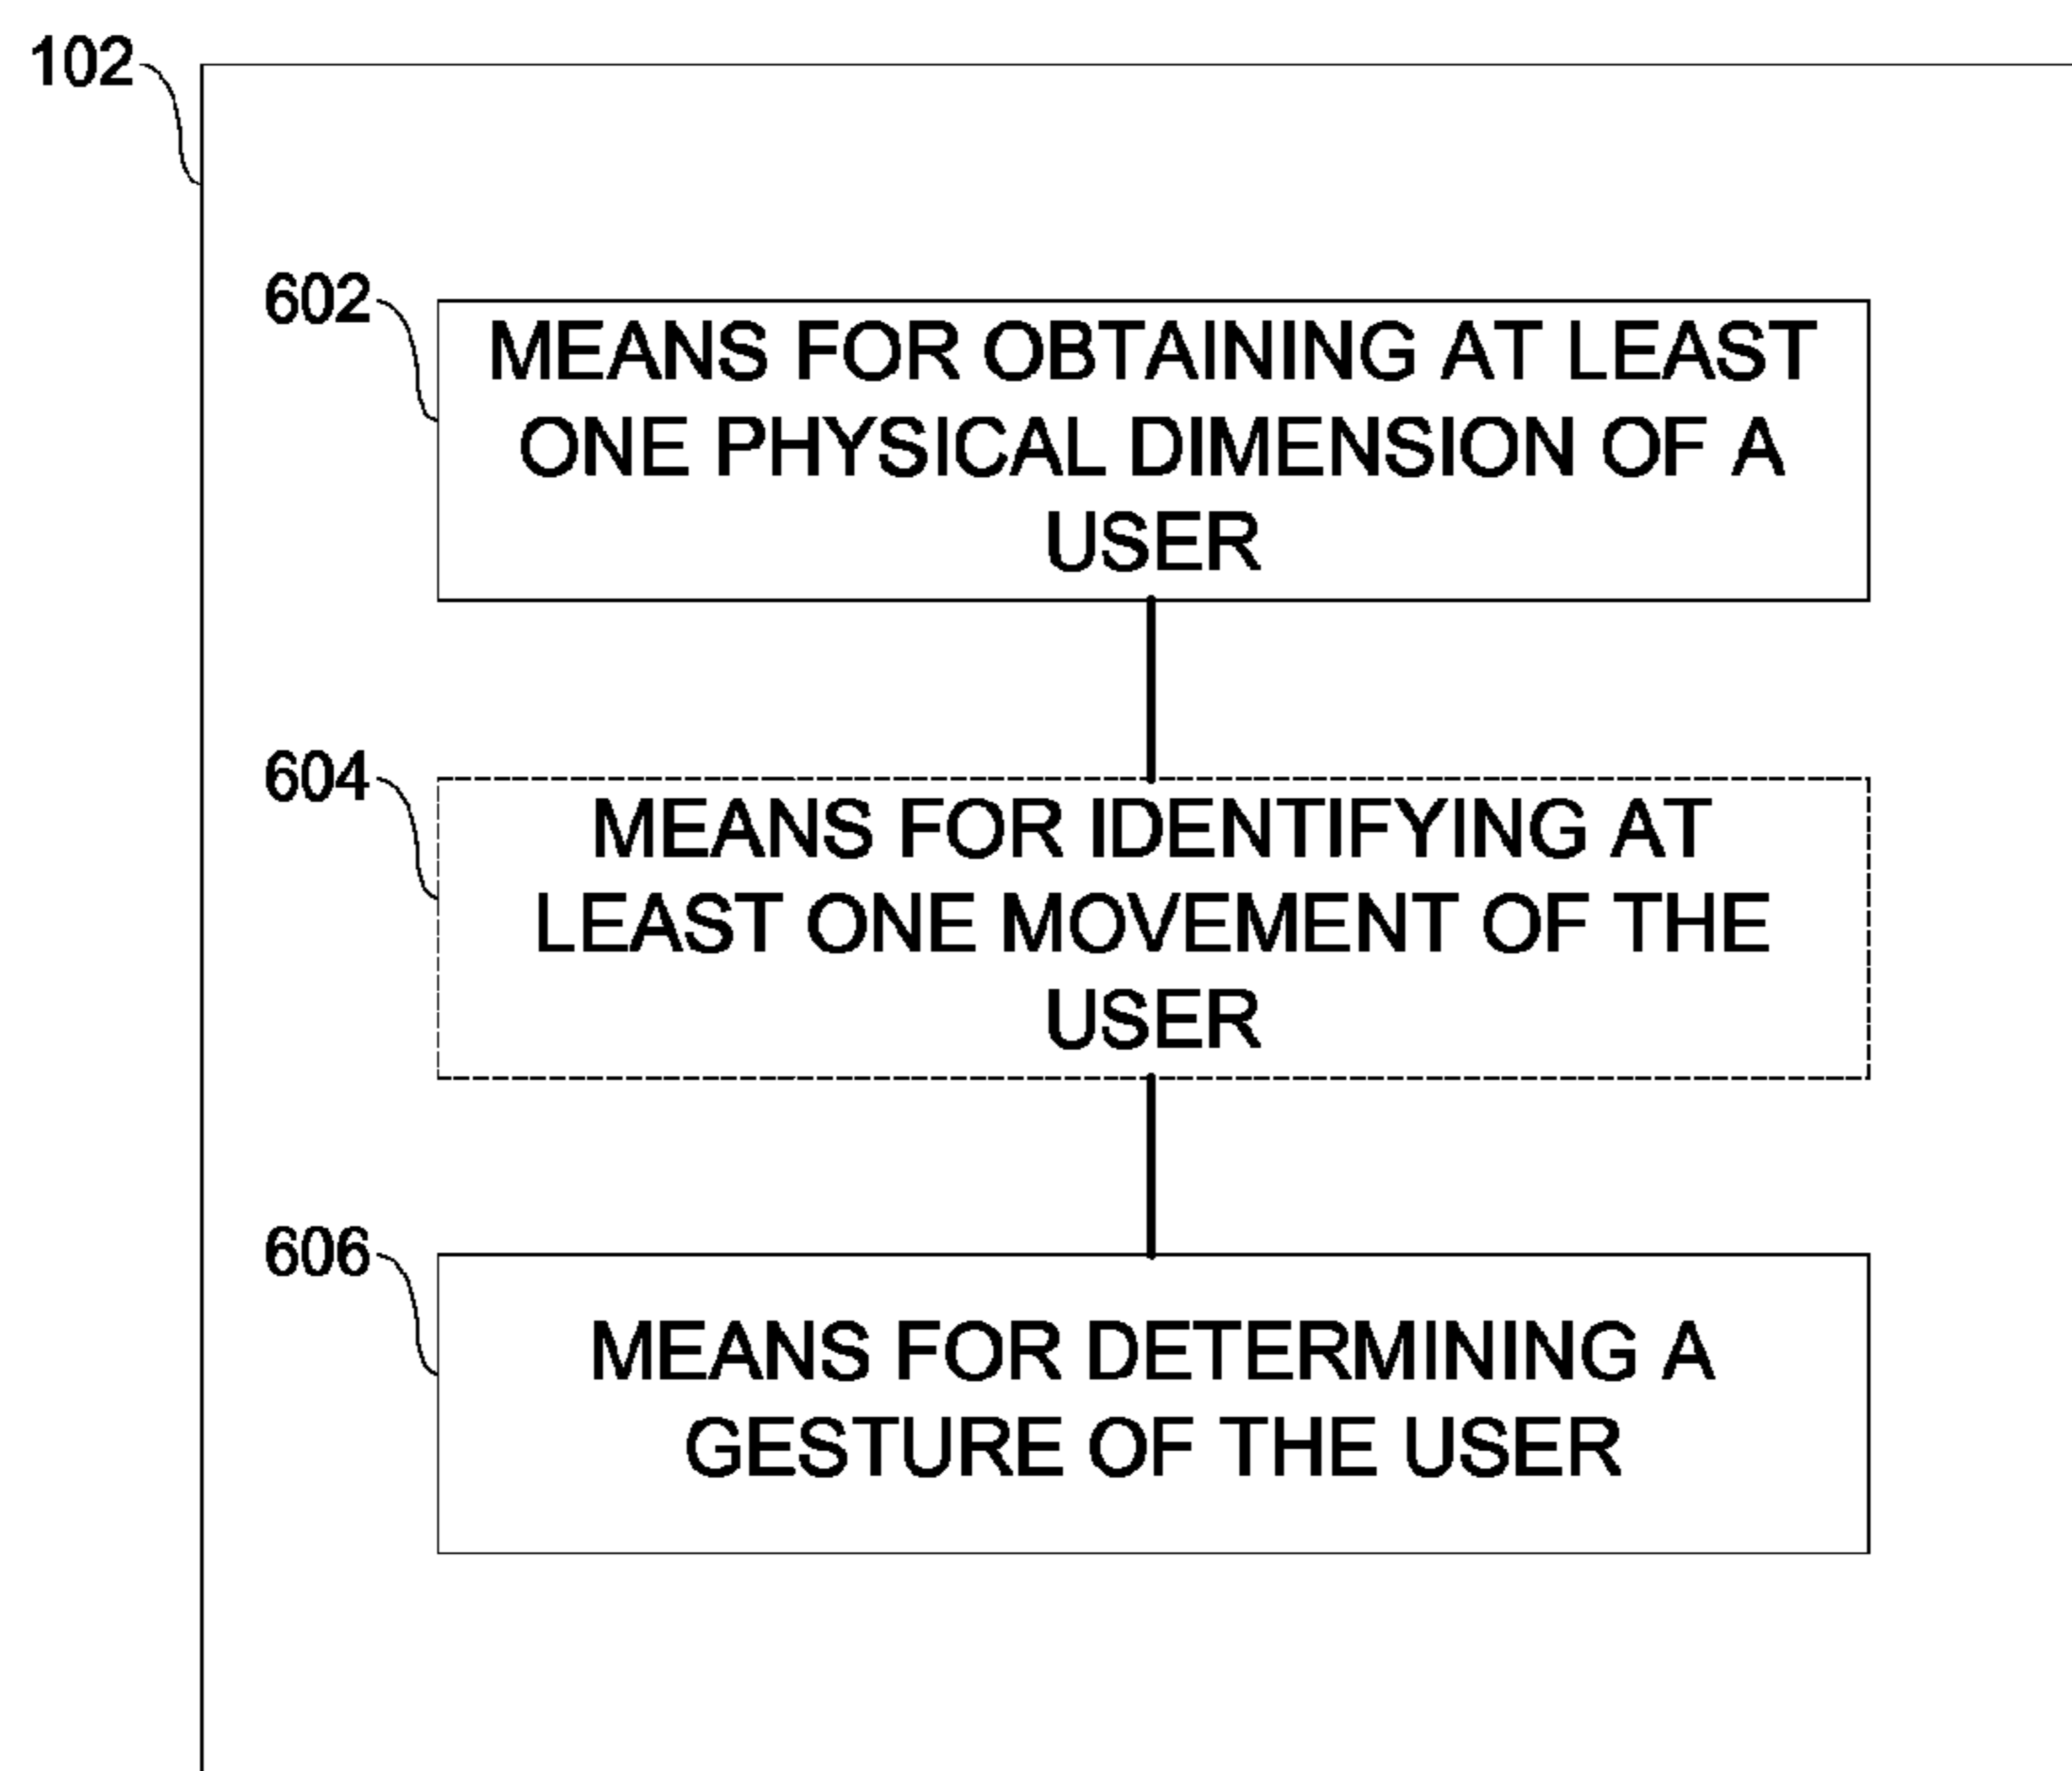 102
602
MEANS FOR OBTAINING AT LEAST
ONE PHYSICAL DIMENSION OF A
USER
604
MEANS FOR IDENTIFYING AT
LEAST ONE MOVEMENT OF THE
USER
606
MEANS FOR DETERMINING A
GESTURE OF THE USER